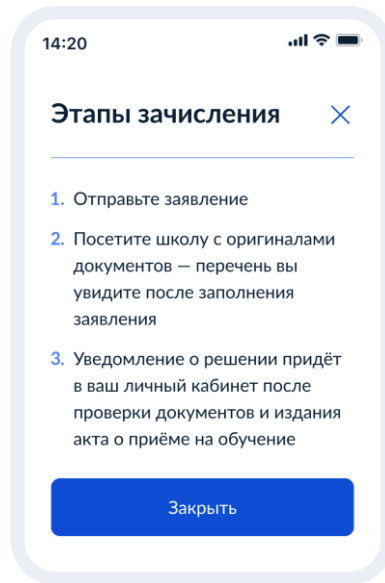 14:20
Этапы зачисления
1. Отправьте заявление
2. Посетите школу с оригиналами
документов — перечень вы
увидите после заполнения
заявления
3. Уведомление о решении придёт
в ваш личный кабинет после
проверки документов и издания
акта о приёме на обучение
Закрыть